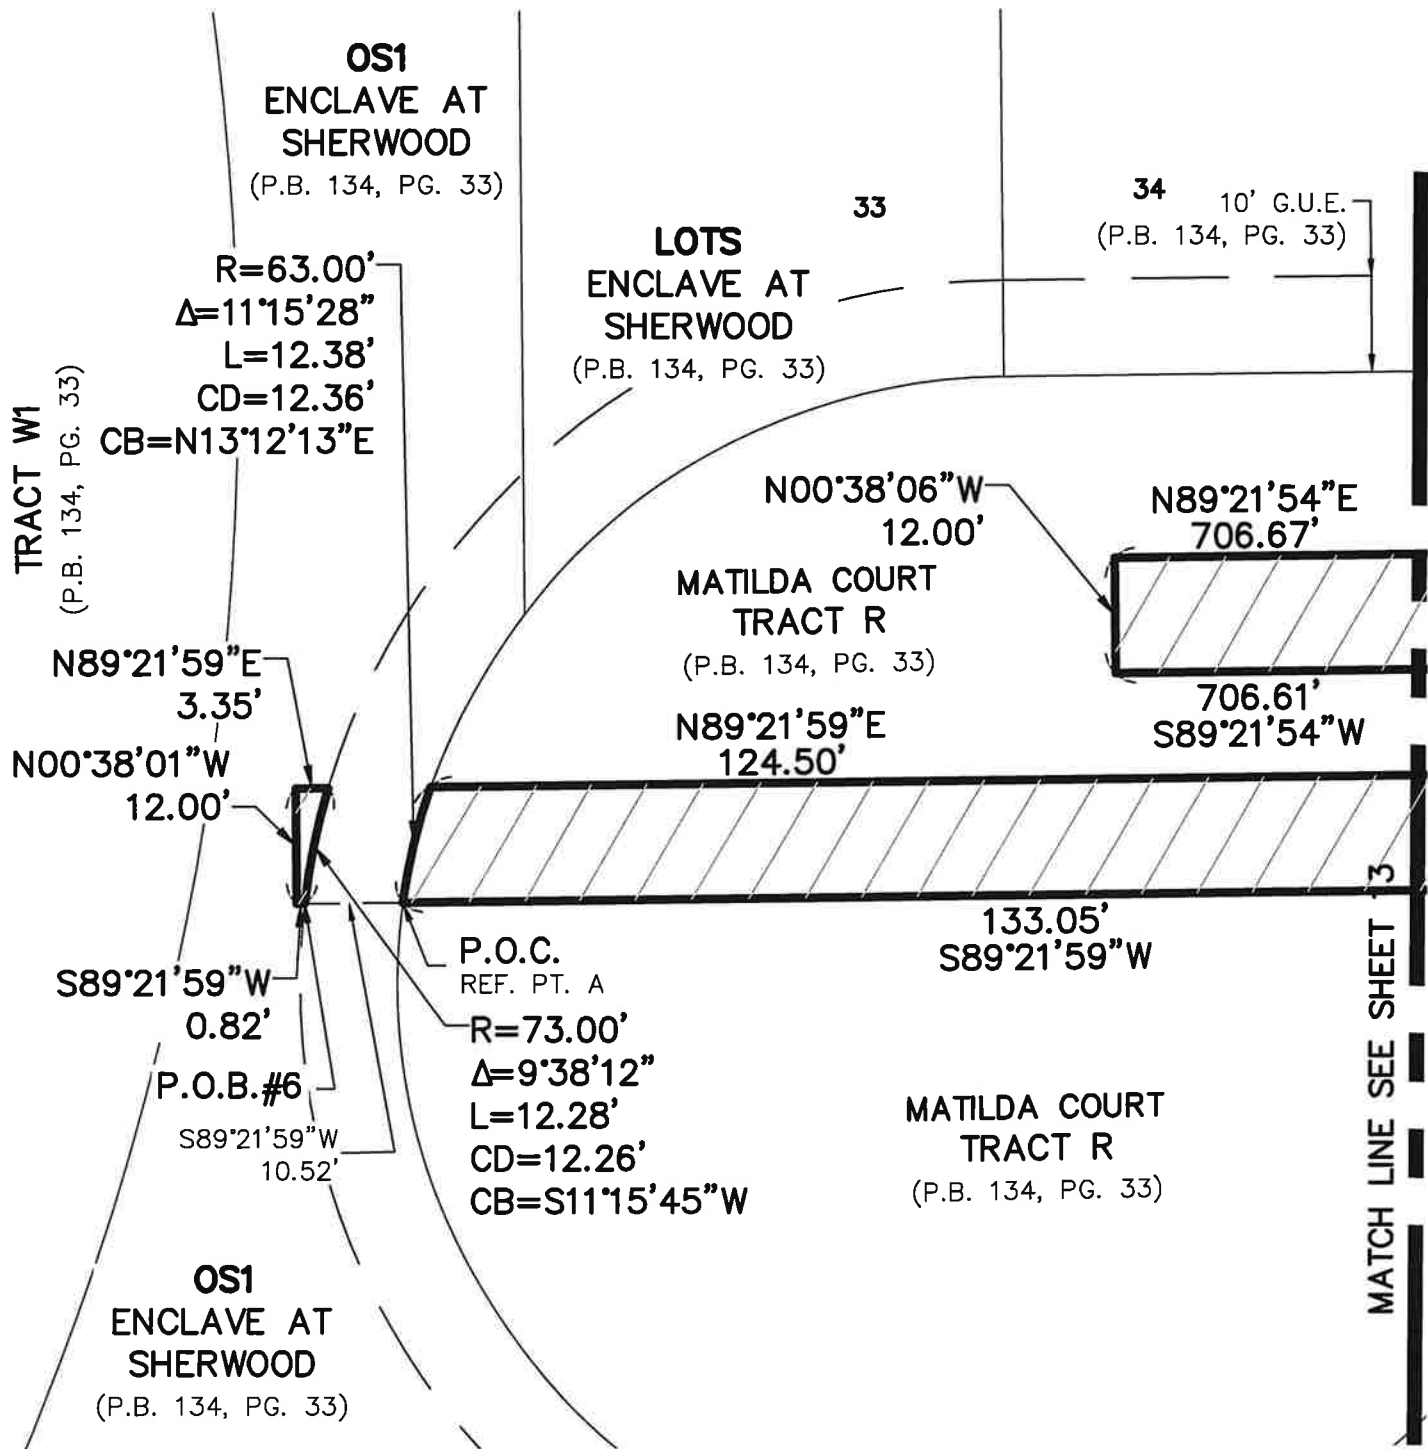 OS1
ENCLAVE AT
SHERWOOD
(P.B. 134, PG. 33)
33
34
10' G.U.E.
(P.B. 134, PG. 33)
LOTS
ENCLAVE AT
SHERWOOD
(P.B. 134, PG. 33)
R=63.00'
Δ=11°15'28"
L=12.38'
CD=12.36'
CB=N13°12'13"E
TRACT W1
(P.B. 134, PG. 33)
N00°38'06"W
12.00'
N89°21'54"E
706.67'
MATILDA COURT
TRACT R
(P.B. 134, PG. 33)
706.61'
S89°21'54"W
N89°21'59"E
3.35'
N00°38'01"W
12.00'
N89°21'59"E
124.50'
133.05'
S89°21'59"W
P.O.C.
REF. PT. A
S89°21'59"W
0.82'
P.O.B.#6
S89°21'59"W
10.52'
R=73.00'
Δ=9°38'12"
L=12.28'
CD=12.26'
CB=S11°15'45"W
MATILDA COURT
TRACT R
(P.B. 134, PG. 33)
MATCH LINE SEE SHEET 13
OS1
ENCLAVE AT
SHERWOOD
(P.B. 134, PG. 33)